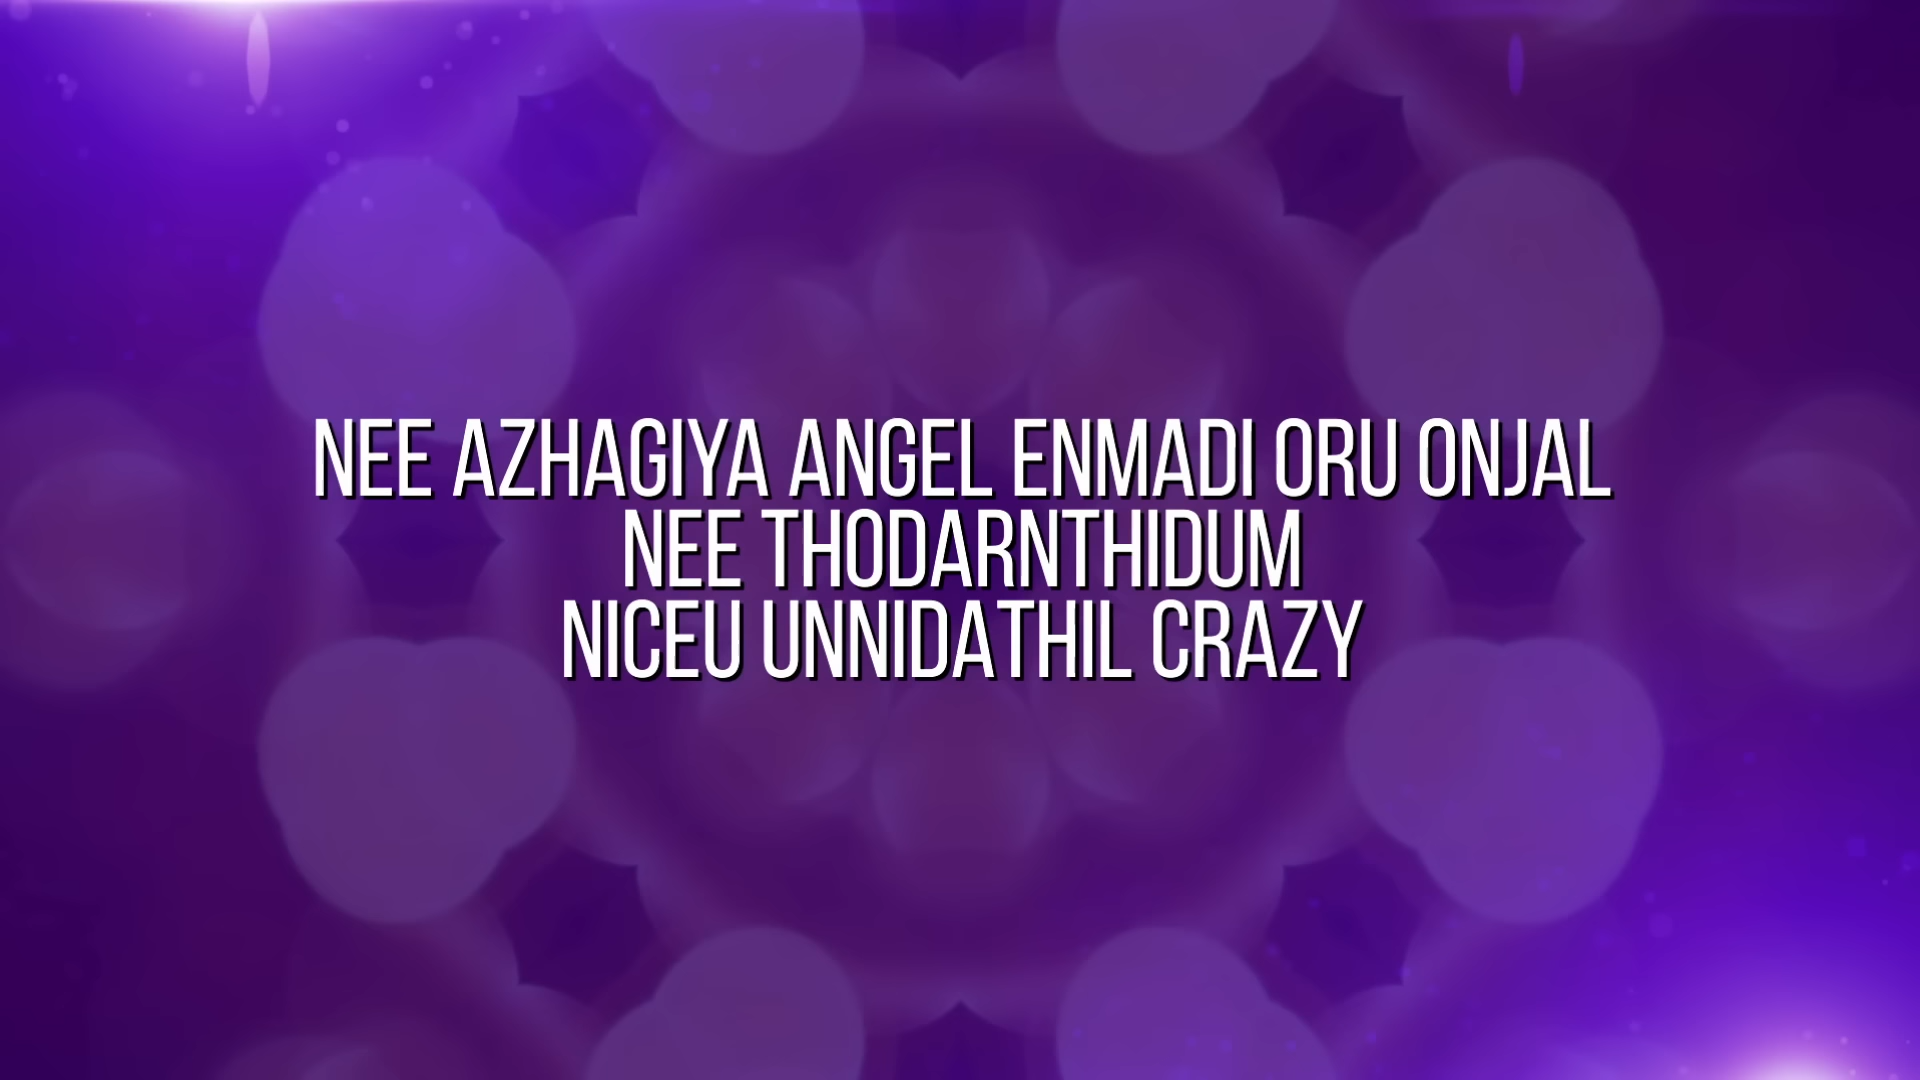 NEE AZHAGIYA ANGEL ENMADI ORU ONJAL
NEE THODARNTHIDUM
NICEU UNNIDATHIL CRAZY